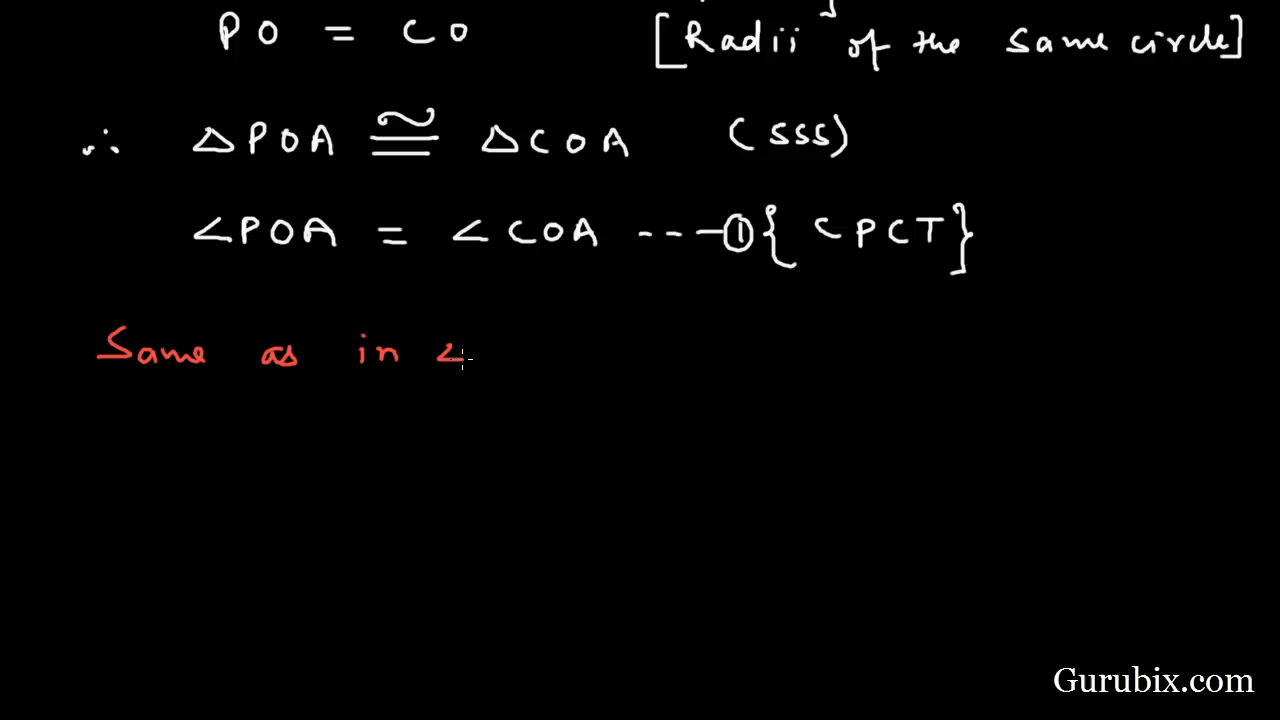 PO = CO [Radii of the same circle]
∴ △POA ≅ △COA (SSS)
∠POA = ∠COA ---① {CPCT}
Same as in ∠
Gurubix.com